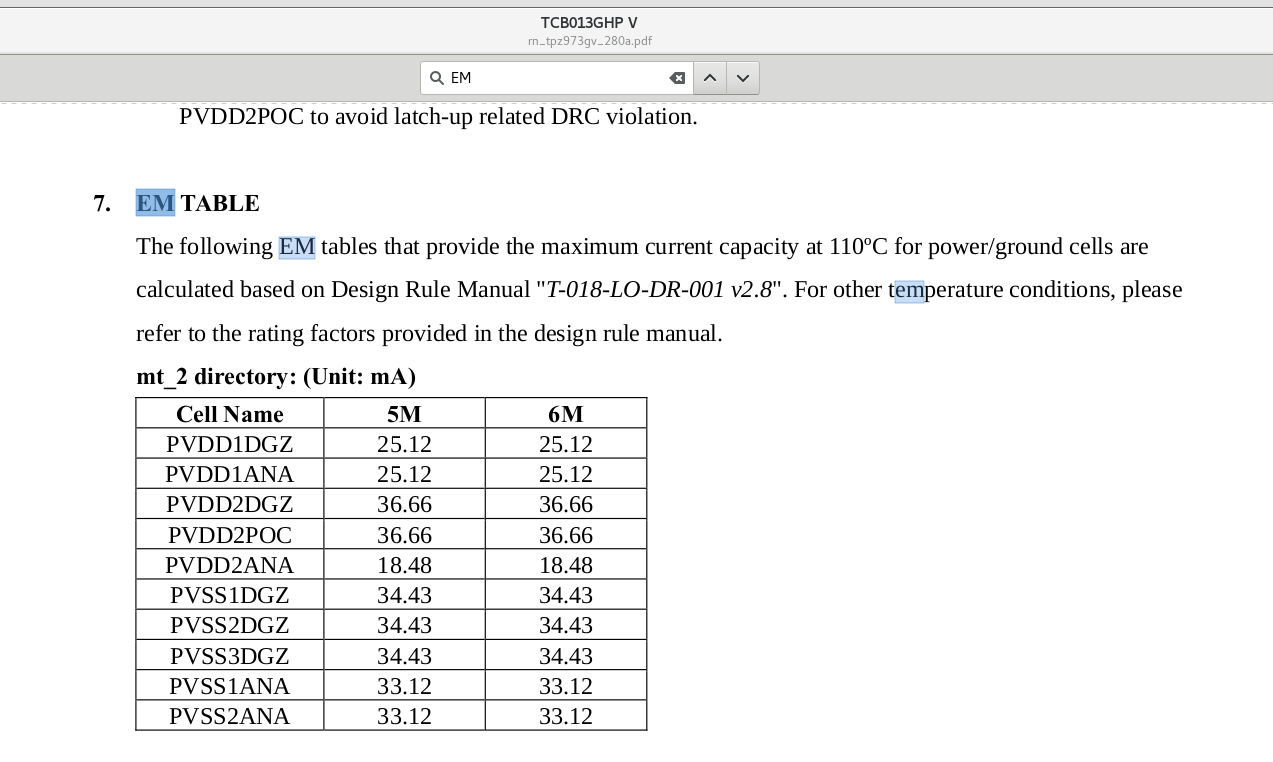 TCB013GHP V
rn_tpz973gv_280a.pdf
EM
PVDD2POC to avoid latch-up related DRC violation.
7. EM TABLE
The following EM tables that provide the maximum current capacity at 110ºC for power/ground cells are
calculated based on Design Rule Manual "T-018-LO-DR-001 v2.8". For other temperature conditions, please
refer to the rating factors provided in the design rule manual.
mt_2 directory: (Unit: mA)
Cell Name 5M 6M
PVDD1DGZ 25.12 25.12
PVDD1ANA 25.12 25.12
PVDD2DGZ 36.66 36.66
PVDD2POC 36.66 36.66
PVDD2ANA 18.48 18.48
PVSS1DGZ 34.43 34.43
PVSS2DGZ 34.43 34.43
PVSS3DGZ 34.43 34.43
PVSS1ANA 33.12 33.12
PVSS2ANA 33.12 33.12